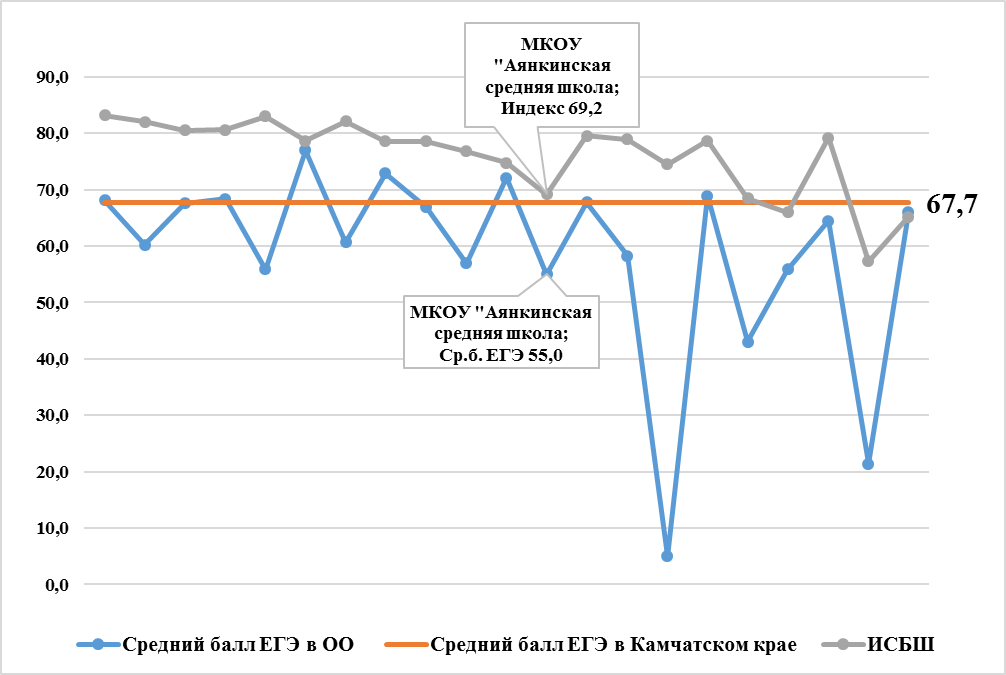 МКОУ
"Аянкинская
средняя школа;
Индекс 69,2
90,0
80,0
70,0
67,7
60,0
50,0
МКОУ "Аянкинская
средняя школа;
Ср.б. ЕГЭ 55,0
40,0
30,0
20,0
10,0
0,0
Средний балл ЕГЭ в ОО
Средний балл ЕГЭ в Камчатском крае
ИСБШ